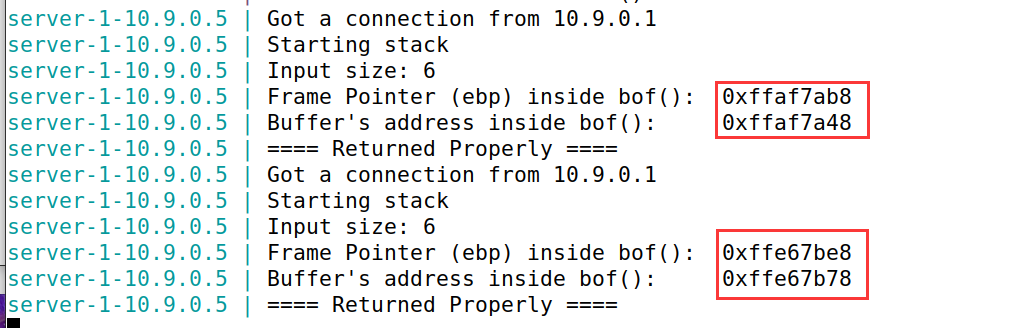 server-1-10.9.0.5 | Got a connection from 10.9.0.1
server-1-10.9.0.5 | Starting stack
server-1-10.9.0.5 | Input size: 6
server-1-10.9.0.5 | Frame Pointer (ebp) inside bof():  0xffaf7ab8
server-1-10.9.0.5 | Buffer's address inside bof():     0xffaf7a48
server-1-10.9.0.5 | ==== Returned Properly ====
server-1-10.9.0.5 | Got a connection from 10.9.0.1
server-1-10.9.0.5 | Starting stack
server-1-10.9.0.5 | Input size: 6
server-1-10.9.0.5 | Frame Pointer (ebp) inside bof():  0xffe67be8
server-1-10.9.0.5 | Buffer's address inside bof():     0xffe67b78
server-1-10.9.0.5 | ==== Returned Properly ====